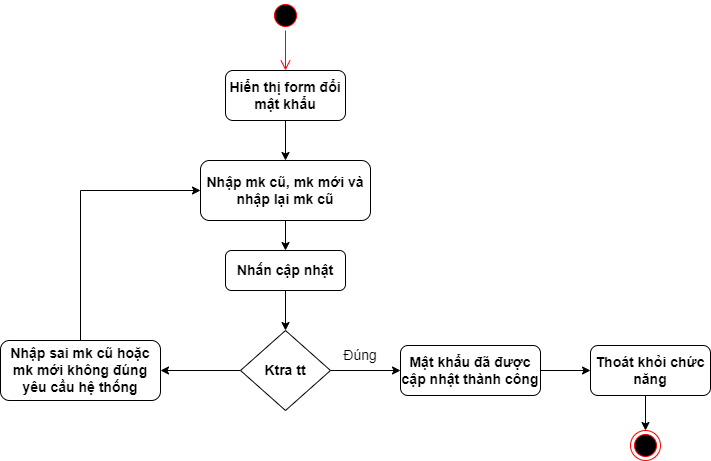 Hiển thị form đổi
mật khẩu
Nhập mk cũ, mk mới và
nhập lại mk cũ
Nhấn cập nhật
Nhập sai mk cũ hoặc
mk mới không đúng
yêu cầu hệ thống
Ktra tt
Đúng
Mật khẩu đã được
cập nhật thành công
Thoát khỏi chức
năng